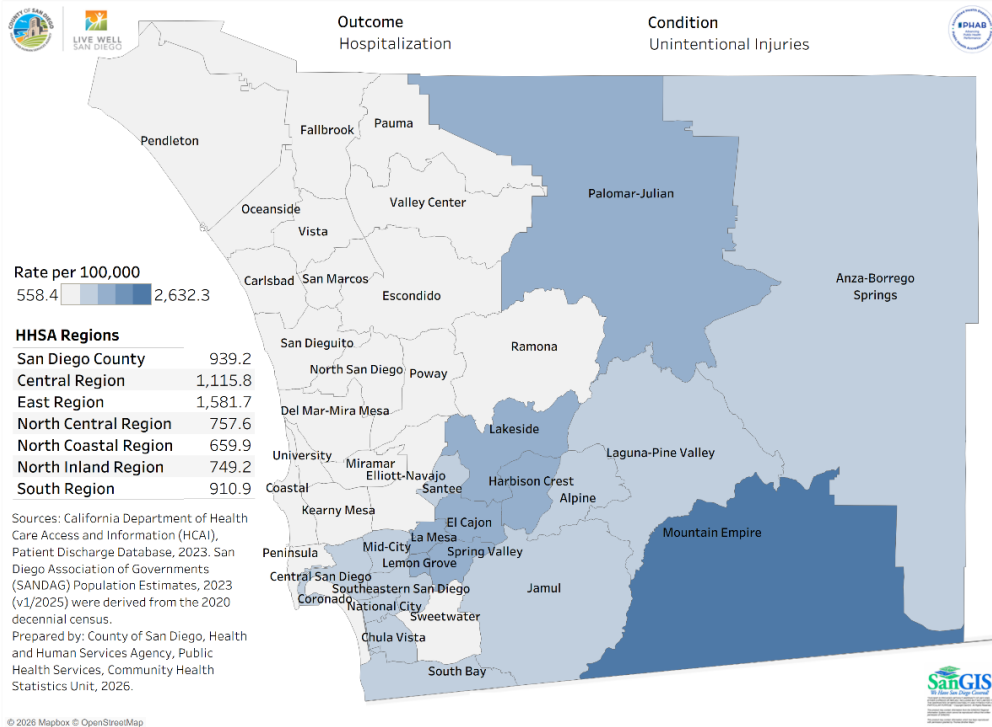 COUNTY OF SAN DIEGO
LIVE WELL
SAN DIEGO
Outcome
Hospitalization
Condition
Unintentional Injuries
PHAB
Pendleton
Fallbrook
Pauma
Palomar-Julian
Valley Center
Oceanside
Vista
Carlsbad
San Marcos
Escondido
Anza-Borrego
Springs
Rate per 100,000
558.4
2,632.3
HHSA Regions
San Diego County 939.2
Central Region 1,115.8
East Region 1,581.7
North Central Region 757.6
North Coastal Region 659.9
North Inland Region 749.2
South Region 910.9
San Dieguito
Ramona
North San Diego
Poway
Del Mar-Mira Mesa
Lakeside
University
Miramar
Laguna-Pine Valley
Elliott-Navajo
Santee
Harbison Crest
Coastal
Alpine
Kearny Mesa
El Cajon
Mountain Empire
La Mesa
Mid-City
Spring Valley
Peninsula
Lemon Grove
Central San Diego
Southeastern San Diego
Jamul
Coronado
National City
Sweetwater
Chula Vista
South Bay
Sources: California Department of Health
Care Access and Information (HCAI),
Patient Discharge Database, 2023. San
Diego Association of Governments
(SANDAG) Population Estimates, 2023
(v1/2025) were derived from the 2020
decennial census.
Prepared by: County of San Diego, Health
and Human Services Agency, Public
Health Services, Community Health
Statistics Unit, 2026.
SanGIS
We Have San Diego Covered!
© 2026 Mapbox © OpenStreetMap